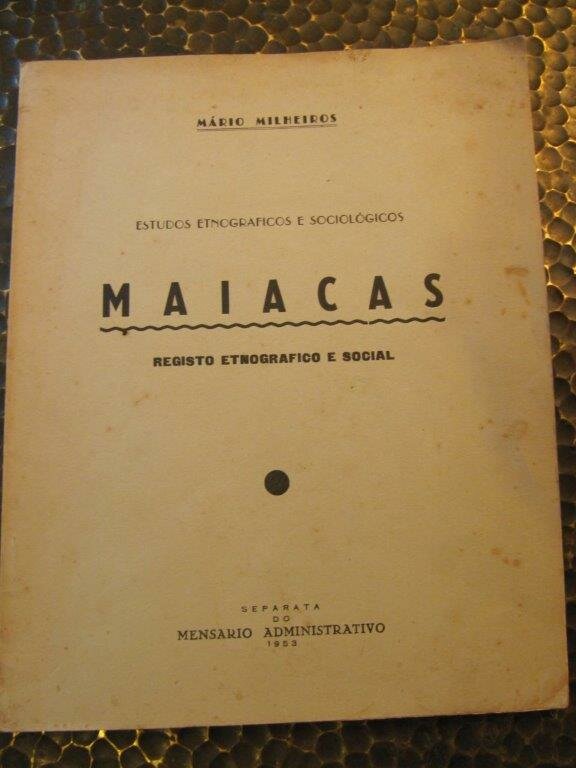 MÁRIO MILHEIROS
ESTUDOS ETNOGRAFICOS E SOCIOLÓGICOS
MAIACAS
REGISTO ETNOGRAFICO E SOCIAL
SEPARATA
DO
MENSARIO ADMINISTRATIVO
1953